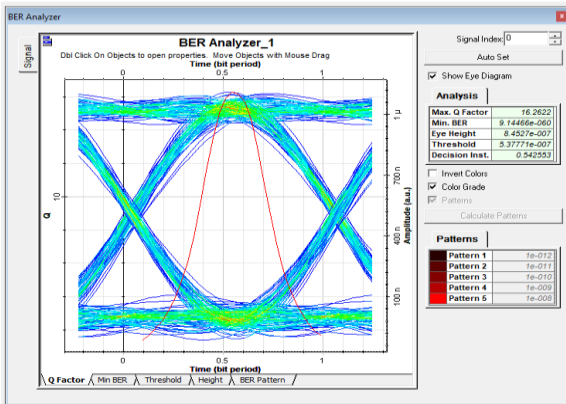 BER Analyzer
Signal
BER Analyzer_1
Dbl Click On Objects to open properties. Move Objects with Mouse Drag
Time (bit period)
0 0.5 1
Q
10
1 µ
700 n
400 n
100 n
Amplitude (a.u.)
0 0.5 1
Time (bit period)
Q Factor Min BER Threshold Height BER Pattern
Signal Index: 0
Auto Set
Show Eye Diagram
Analysis
Max. Q Factor 16.2622
Min. BER 9.14466e-060
Eye Height 8.4527e-007
Threshold 5.37771e-007
Decision Inst. 0.542553
Invert Colors
Color Grade
Patterns
Calculate Patterns
Patterns
Pattern 1 1e-012
Pattern 2 1e-011
Pattern 3 1e-010
Pattern 4 1e-009
Pattern 5 1e-008